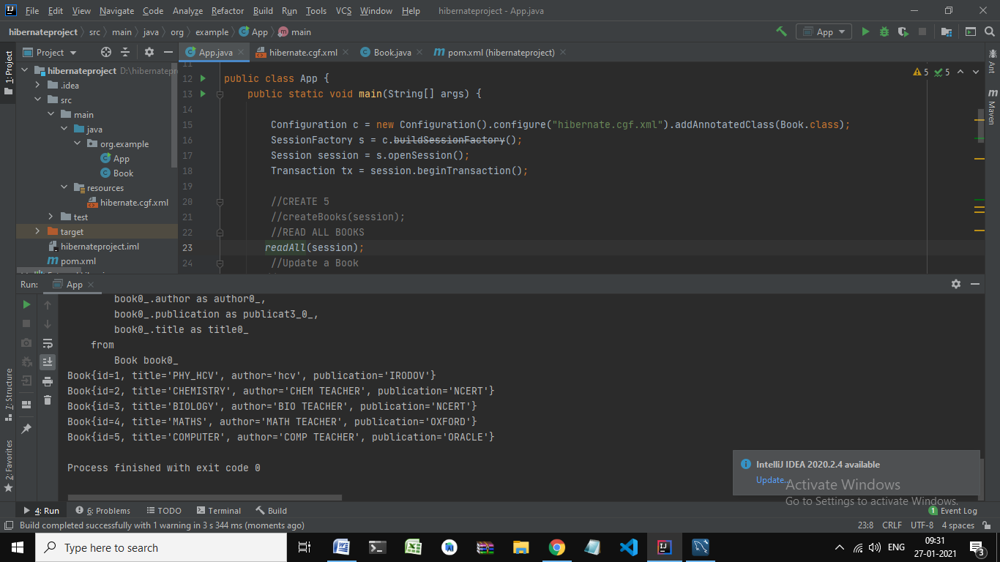 File Edit View Navigate Code Analyze Refactor Build Run Tools VCS Window Help hibernateproject - App.java
hibernateproject src main java org example App main
App
Project
App.java
hibernate.cgf.xml
Book.java
pom.xml (hibernateproject)
1: Project
hibernateproject D:\hibernatepr
.idea
src
main
java
org.example
App
Book
resources
hibernate.cgf.xml
test
target
hibernateproject.iml
pom.xml
11
12 public class App {
13 public static void main(String[] args) {
14
15 Configuration c = new Configuration().configure("hibernate.cgf.xml").addAnnotatedClass(Book.class);
16 SessionFactory s = c.buildSessionFactory();
17 Session session = s.openSession();
18 Transaction tx = session.beginTransaction();
19
20 //CREATE 5
21 //createBooks(session);
22 //READ ALL BOOKS
23 readAll(session);
24 //Update a Book
5 5
Ant
Maven
Run: App
book0_.author as author0_,
book0_.publication as publicat3_0_,
book0_.title as title0_
from
Book book0_
Book{id=1, title='PHY_HCV', author='hcv', publication='IRODOV'}
Book{id=2, title='CHEMISTRY', author='CHEM TEACHER', publication='NCERT'}
Book{id=3, title='BIOLOGY', author='BIO TEACHER', publication='NCERT'}
Book{id=4, title='MATHS', author='MATH TEACHER', publication='OXFORD'}
Book{id=5, title='COMPUTER', author='COMP TEACHER', publication='ORACLE'}
Process finished with exit code 0
7: Structure
2: Favorites
IntelliJ IDEA 2020.2.4 available
Update...
Activate Windows
Go to Settings to activate Windows.
4: Run 6: Problems TODO Terminal Build 1 Event Log
Build completed successfully with 1 warning in 3 s 344 ms (moments ago) 23:8 CRLF UTF-8 4 spaces
Type here to search
ENG
09:31
27-01-2021
3